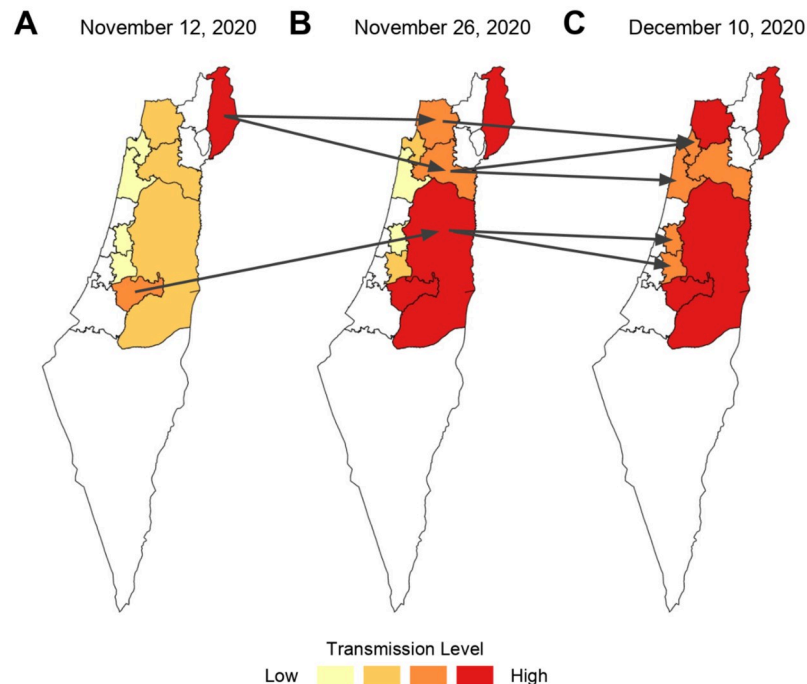 A November 12, 2020 B November 26, 2020 C December 10, 2020
Transmission Level
Low High